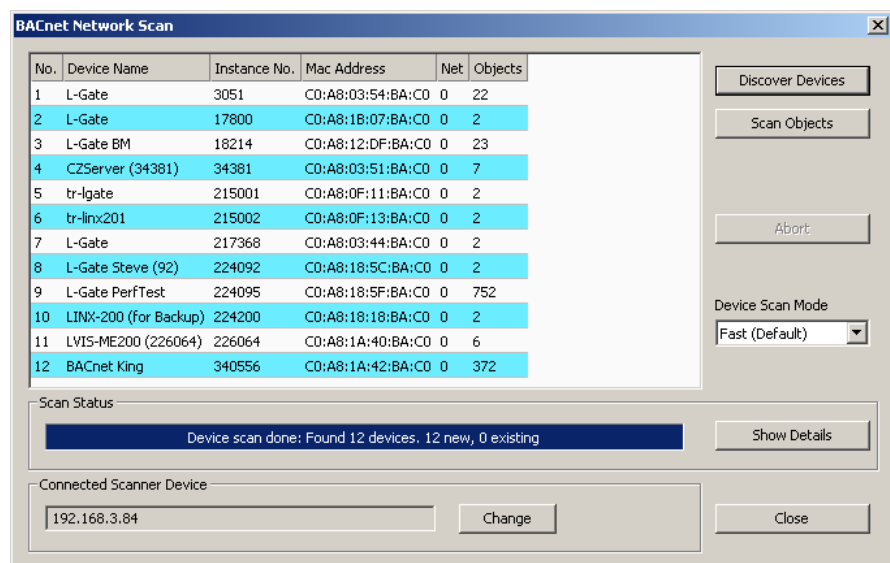 BACnet Network Scan
No. Device Name Instance No. Mac Address Net Objects
1 L-Gate 3051 C0:A8:03:54:BA:C0 0 22
2 L-Gate 17800 C0:A8:1B:07:BA:C0 0 2
3 L-Gate BM 18214 C0:A8:12:DF:BA:C0 0 23
4 CZServer (34381) 34381 C0:A8:03:51:BA:C0 0 7
5 tr-lgate 215001 C0:A8:0F:11:BA:C0 0 2
6 tr-linx201 215002 C0:A8:0F:13:BA:C0 0 2
7 L-Gate 217368 C0:A8:03:44:BA:C0 0 2
8 L-Gate Steve (92) 224092 C0:A8:18:5C:BA:C0 0 2
9 L-Gate PerfTest 224095 C0:A8:18:5F:BA:C0 0 752
10 LINX-200 (for Backup) 224200 C0:A8:18:18:BA:C0 0 2
11 LVIS-ME200 (226064) 226064 C0:A8:1A:40:BA:C0 0 6
12 BACnet King 340556 C0:A8:1A:42:BA:C0 0 372
Discover Devices
Scan Objects
Abort
Device Scan Mode
Fast (Default)
Scan Status
Device scan done: Found 12 devices. 12 new, 0 existing
Show Details
Connected Scanner Device
192.168.3.84
Change
Close